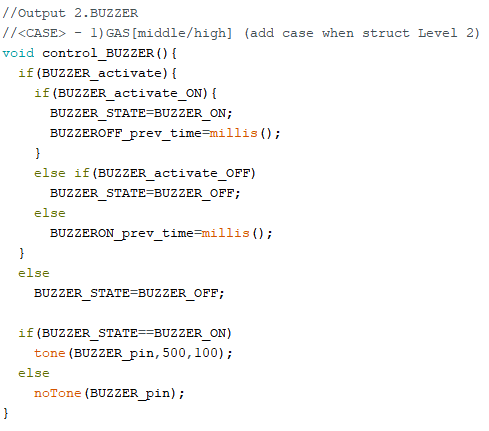 //Output 2.BUZZER
//<CASE> - 1)GAS[middle/high] (add case when struct Level 2)
void control_BUZZER(){
  if(BUZZER_activate){
    if(BUZZER_activate_ON){
      BUZZER_STATE=BUZZER_ON;
      BUZZEROFF_prev_time=millis();
    }
    else if(BUZZER_activate_OFF)
      BUZZER_STATE=BUZZER_OFF;
    else
      BUZZERON_prev_time=millis();
  }
  else
    BUZZER_STATE=BUZZER_OFF;

  if(BUZZER_STATE==BUZZER_ON)
    tone(BUZZER_pin,500,100);
  else
    noTone(BUZZER_pin);
}